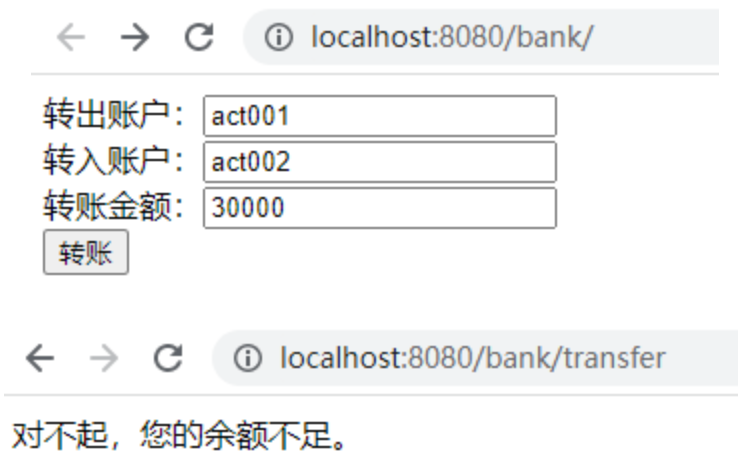 localhost:8080/bank/
转出账户：act001
转入账户：act002
转账金额：30000
转账
localhost:8080/bank/transfer
对不起，您的余额不足。